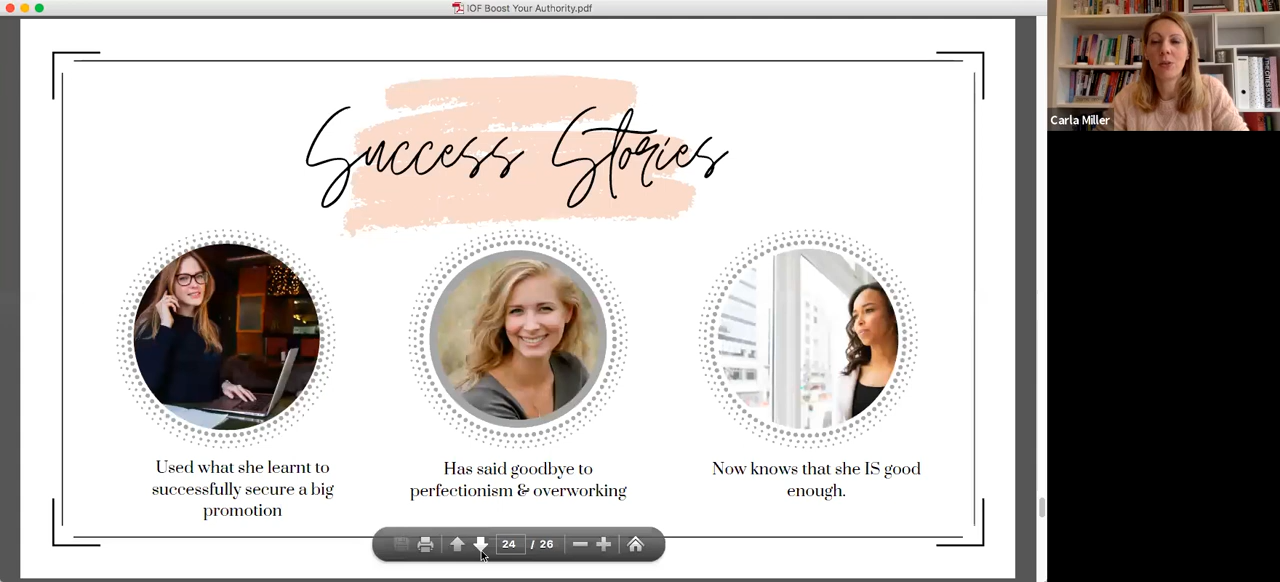 IOF Boost Your Authority.pdf
Carla Miller
Success Stories
Used what she learnt to
successfully secure a big
promotion
Has said goodbye to
perfectionism & overworking
Now knows that she IS good
enough.
24 / 26